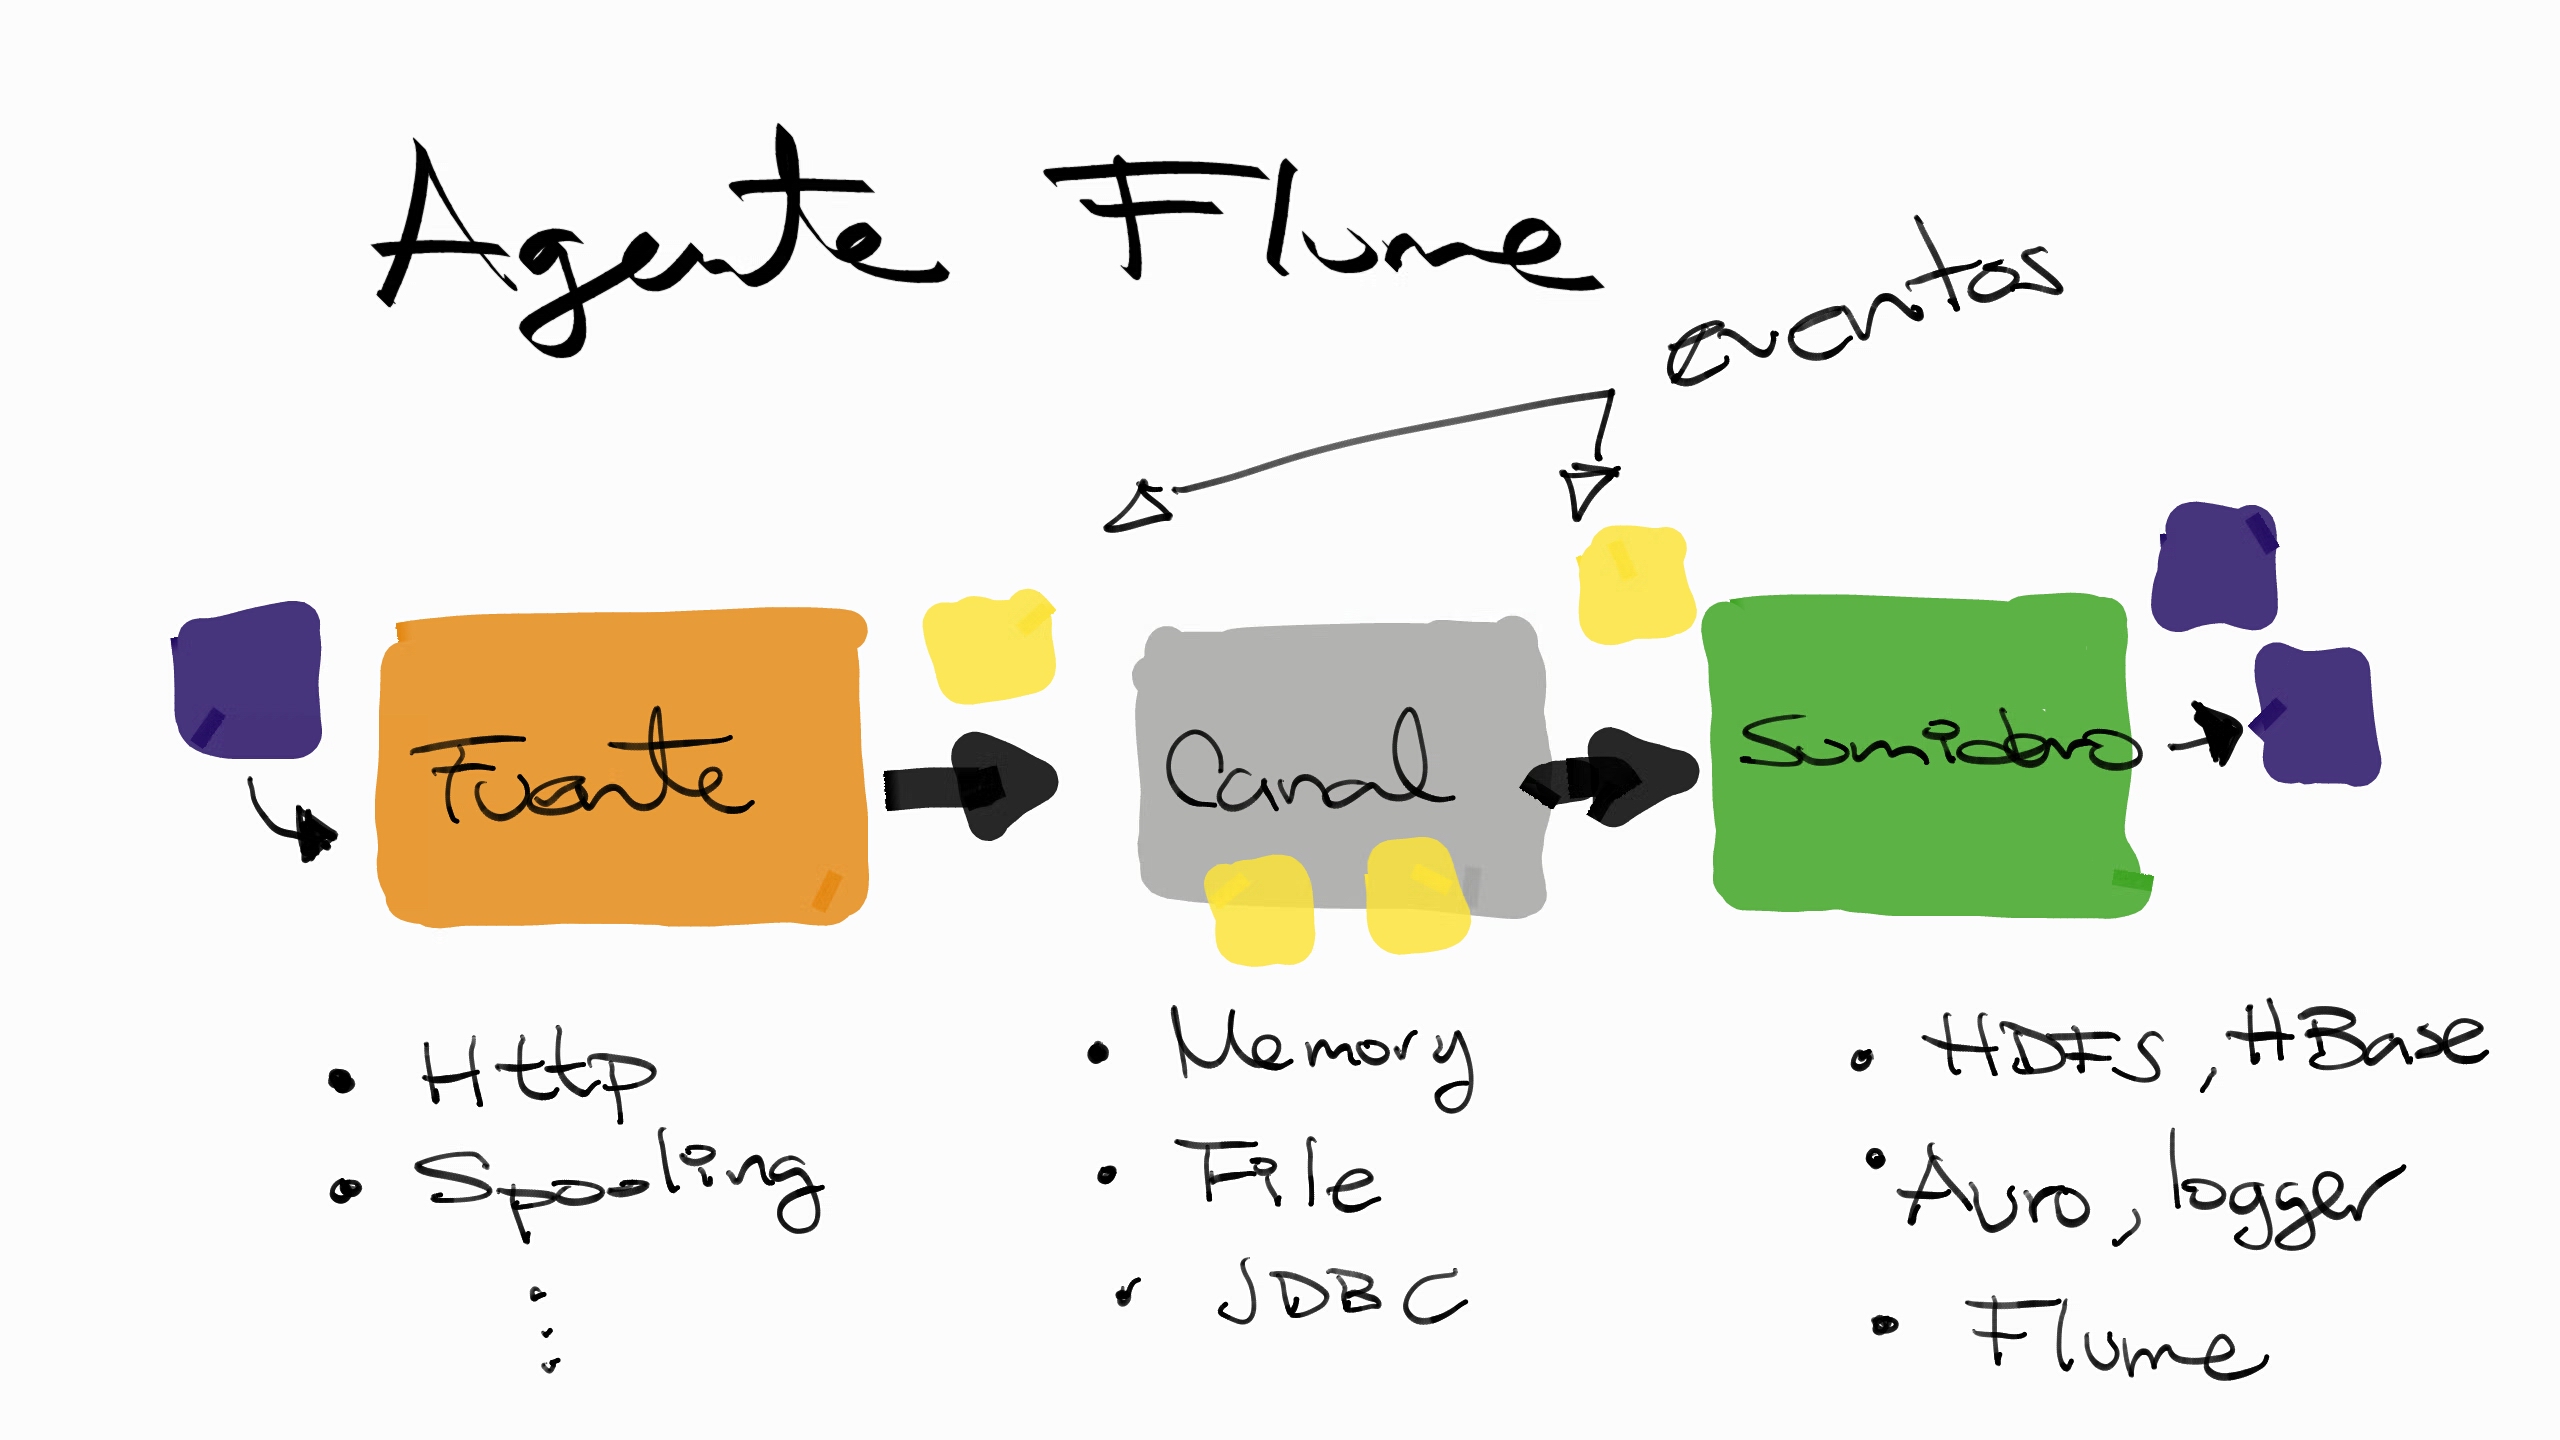 Agente Flume
eventos
Fuente
Canal
Sumidero
• Http
• Spooling
⋮
• Memory
• File
• JDBC
• HDFS, HBase
• Avro, logger
• Flume